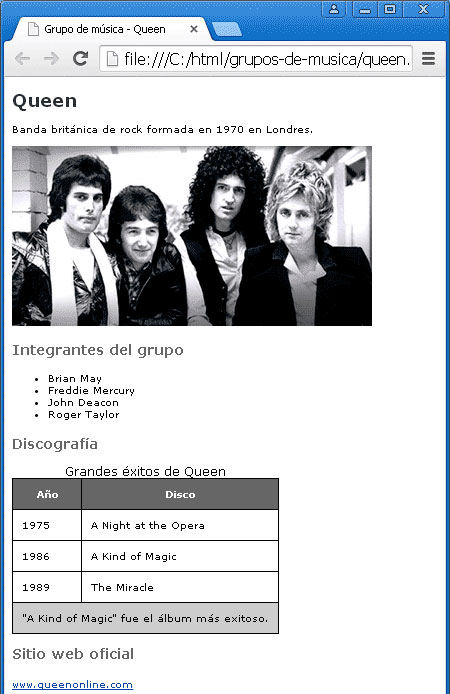 Grupo de música - Queen
file:///C:/html/grupos-de-musica/queen.
Queen
Banda británica de rock formada en 1970 en Londres.
Integrantes del grupo
Brian May
Freddie Mercury
John Deacon
Roger Taylor
Discografía
Grandes éxitos de Queen
Año Disco
1975 A Night at the Opera
1986 A Kind of Magic
1989 The Miracle
"A Kind of Magic" fue el álbum más exitoso.
Sitio web oficial
www.queenonline.com